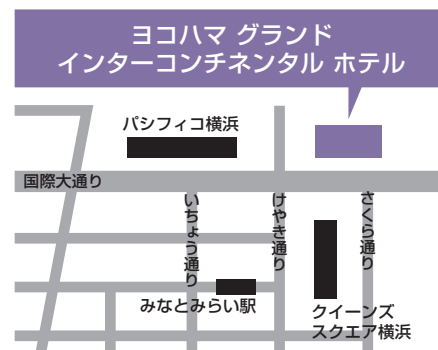 ヨコハマ グランド
インターコンチネンタル ホテル
パシフィコ横浜
国際大通り
いちょう通り
けやき通り
さくら通り
みなとみらい駅
クイーンズ
スクエア横浜